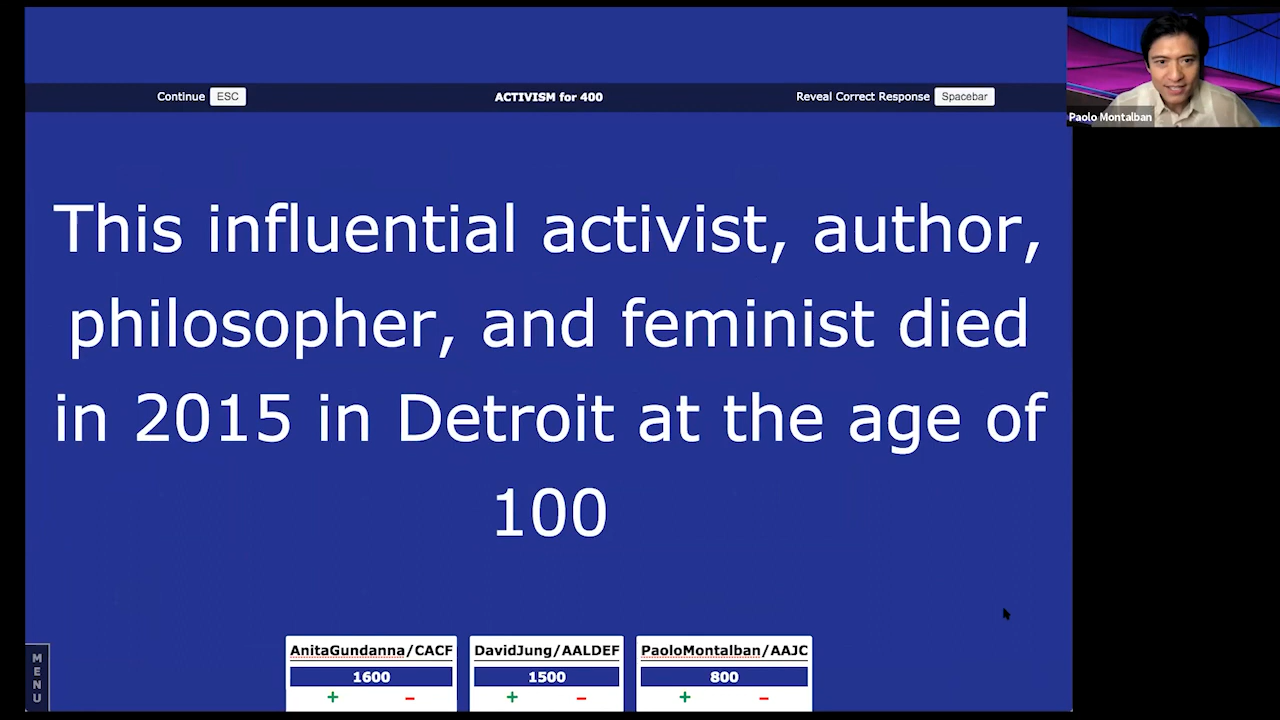 Continue ESC ACTIVISM for 400 Reveal Correct Response Spacebar
Paolo Montalban
This influential activist, author,
philosopher, and feminist died
in 2015 in Detroit at the age of
100
MENU
AnitaGundanna/CACF DavidJung/AALDEF PaoloMontalban/AAJC
1600 1500 800
+ − + − + −